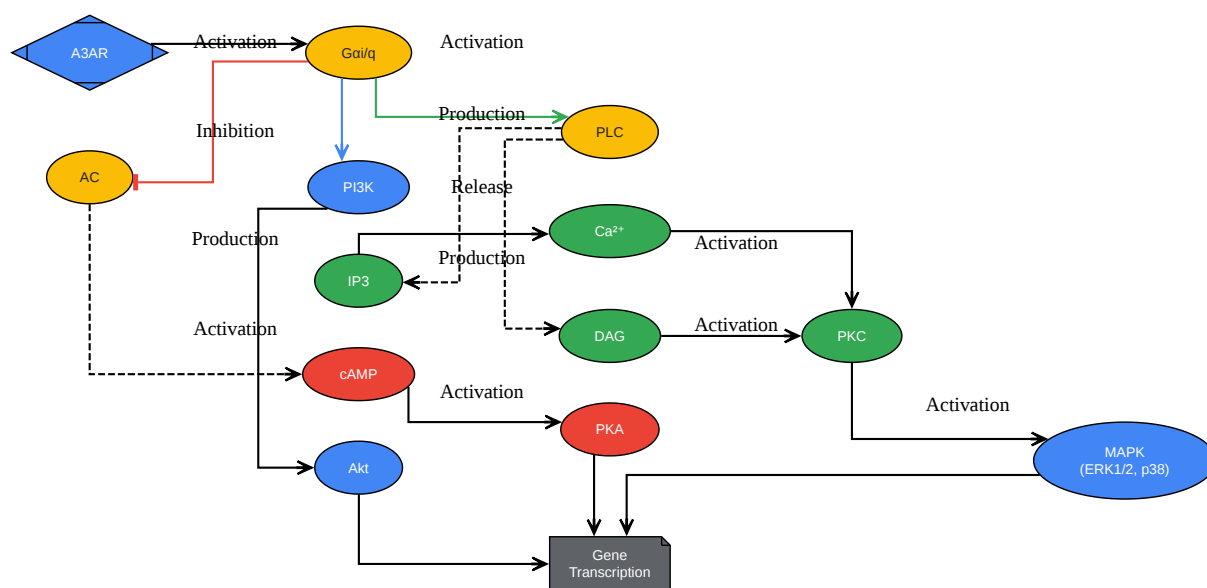 A3AR
Activation
Gαi/q
Activation
Production
PLC
Inhibition
AC
PI3K
Release
Production
Ca²⁺
Activation
Production
IP3
Activation
DAG
Activation
PKC
cAMP
Activation
PKA
Activation
Akt
MAPK
(ERK1/2, p38)
Gene
Transcription